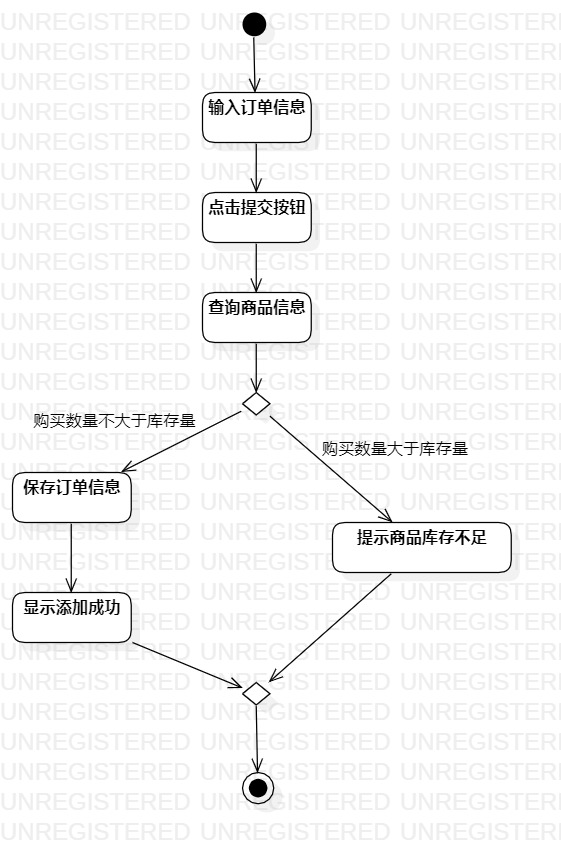 UNREGISTERED
输入订单信息
点击提交按钮
查询商品信息
购买数量不大于库存量
购买数量大于库存量
保存订单信息
提示商品库存不足
显示添加成功